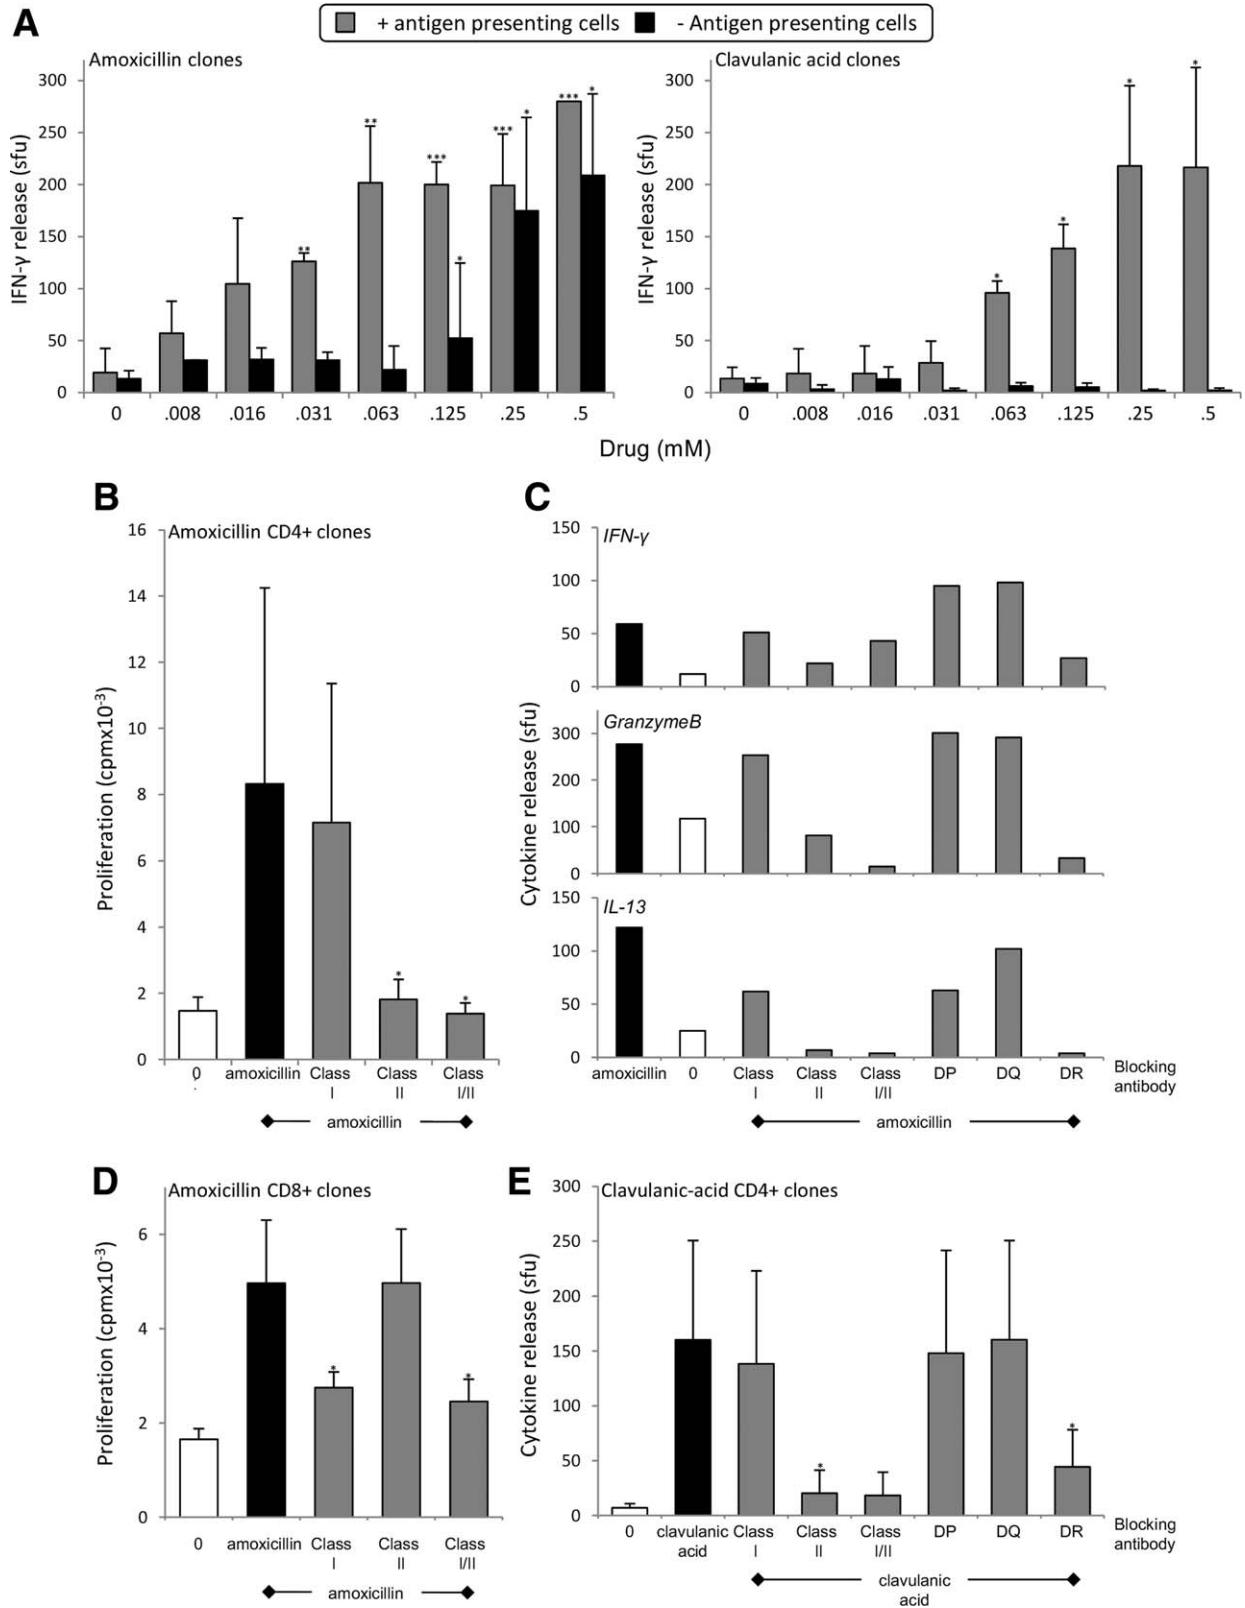 A
+ antigen presenting cells - Antigen presenting cells
Amoxicillin clones
IFN-γ release (sfu)
300
250
200
150
100
50
0
** *** *** *** *
** * *
0 .008 .016 .031 .063 .125 .25 .5
Clavulanic acid clones
IFN-γ release (sfu)
300
250
200
150
100
50
0
* * * *
0 .008 .016 .031 .063 .125 .25 .5
Drug (mM)
B
Amoxicillin CD4+ clones
Proliferation (cpmx10⁻³)
16
14
12
10
8
6
4
2
0
* *
0 amoxicillin Class Class Class
I II I/II
amoxicillin
C
Cytokine release (sfu)
IFN-γ
150
100
50
0
GranzymeB
300
200
100
0
IL-13
150
100
50
0
amoxicillin 0 Class Class Class DP DQ DR Blocking
I II I/II antibody
amoxicillin
D
Amoxicillin CD8+ clones
Proliferation (cpmx10⁻³)
6
4
2
0
* *
0 amoxicillin Class Class Class
I II I/II
amoxicillin
E
Clavulanic-acid CD4+ clones
Cytokine release (sfu)
300
250
200
150
100
50
0
* *
0 clavulanic Class Class Class DP DQ DR Blocking
acid I II I/II antibody
clavulanic
acid